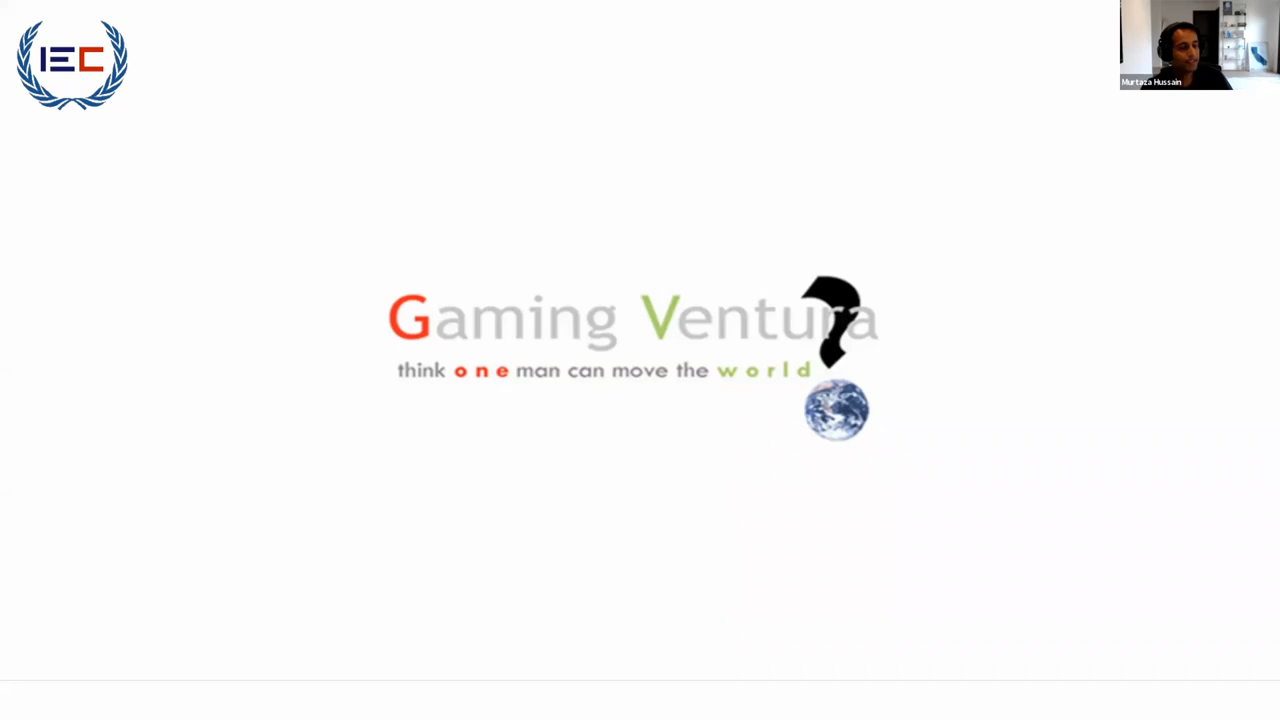 IEC
Murtaza Hussain
Gaming Ventura
think one man can move the world
?